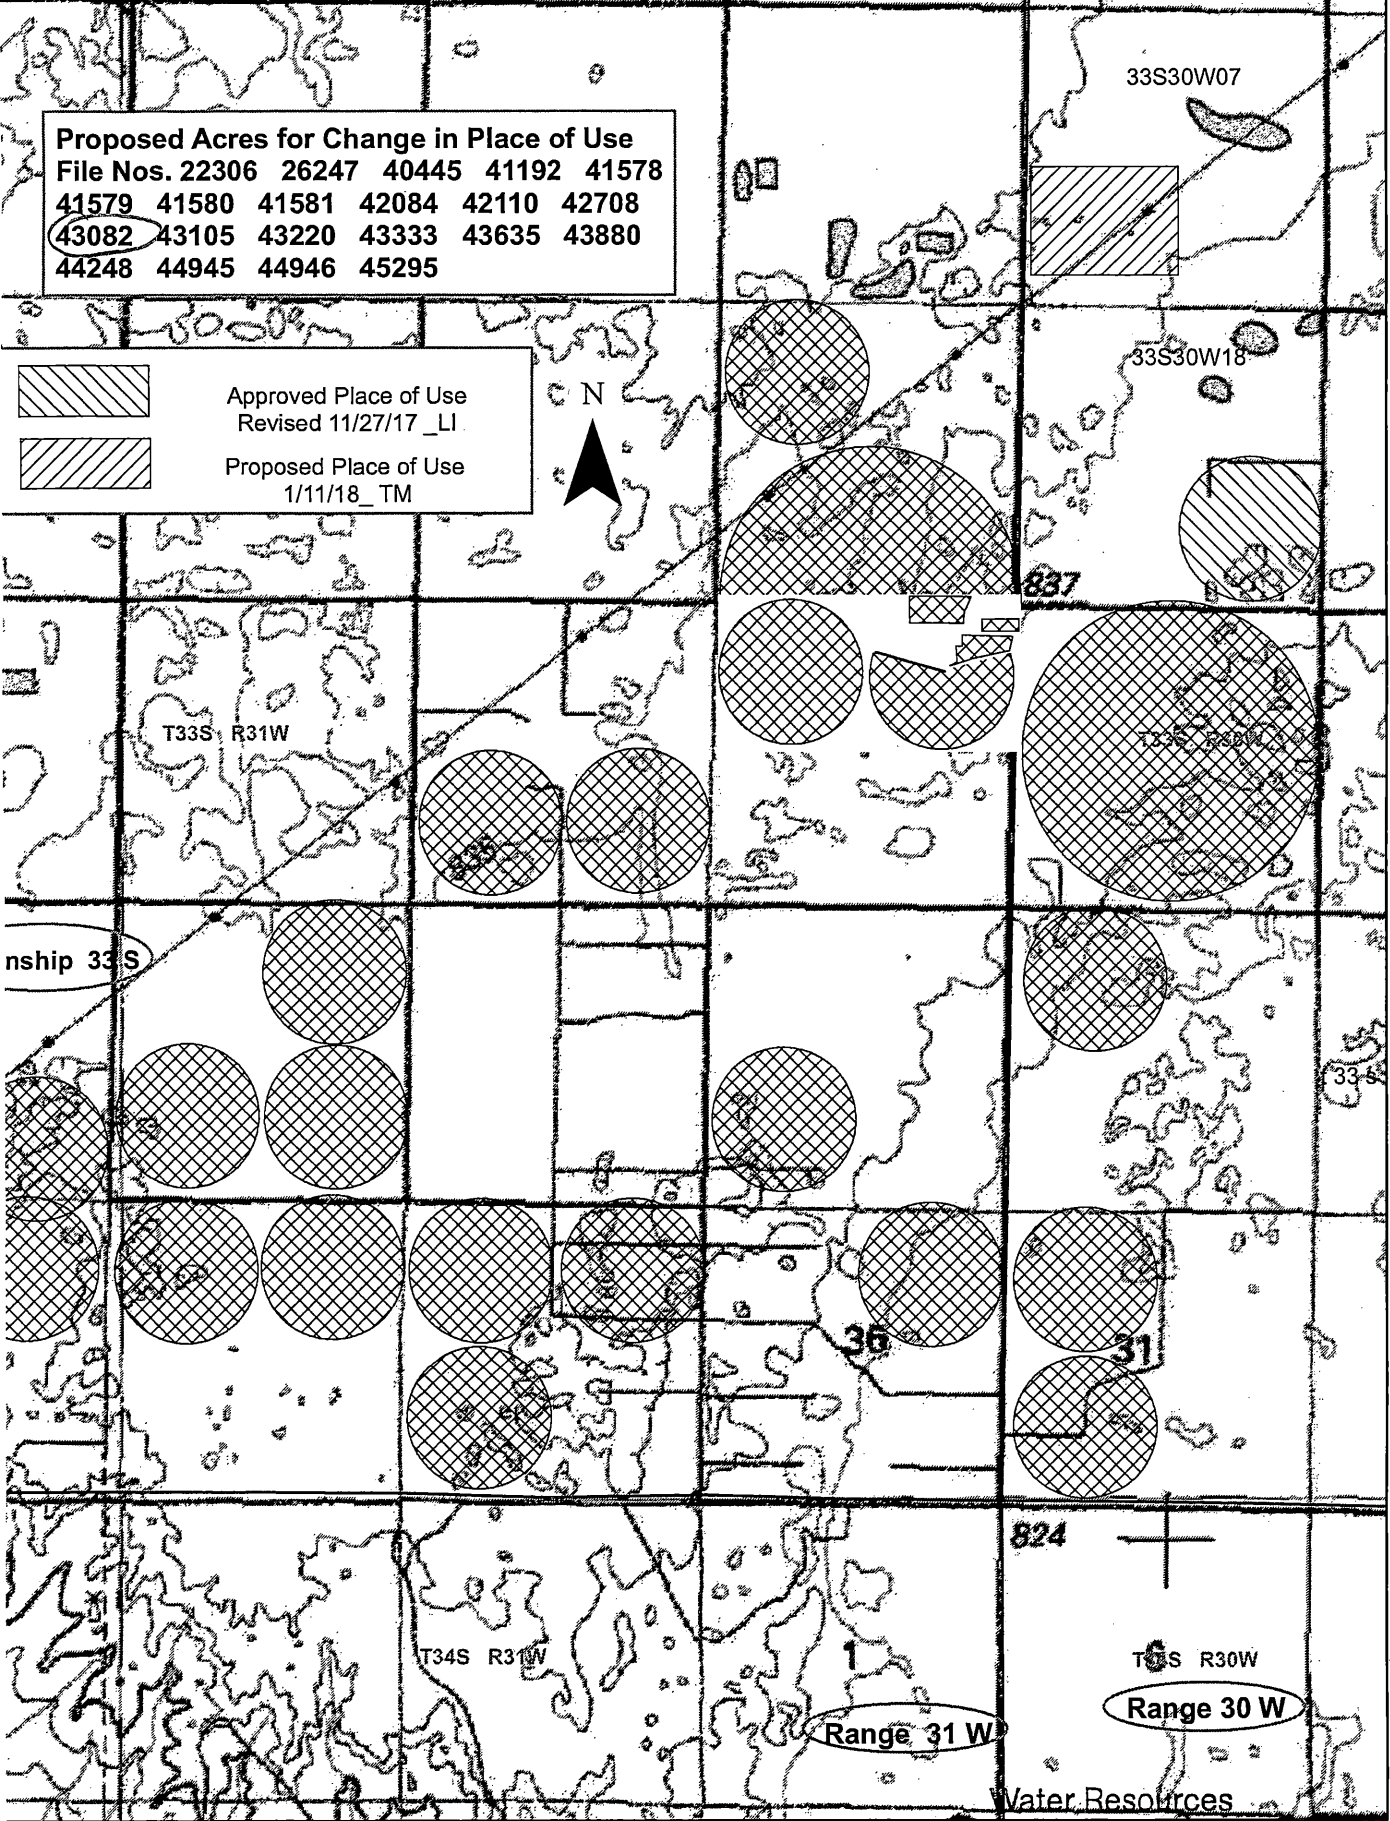 33S30W07
Proposed Acres for Change in Place of Use
File Nos. 22306 26247 40445 41192 41578
41579 41580 41581 42084 42110 42708
43082 43105 43220 43333 43635 43880
44248 44945 44946 45295
33S30W18
Approved Place of Use
Revised 11/27/17 _LI
N
Proposed Place of Use
1/11/18_ TM
837
T33S R31W
T33S R30W
835
nship 33 S
33 S
36
31
824
T34S R31W
1
6
R30W
Range 30 W
Range 31 W
Water Resources